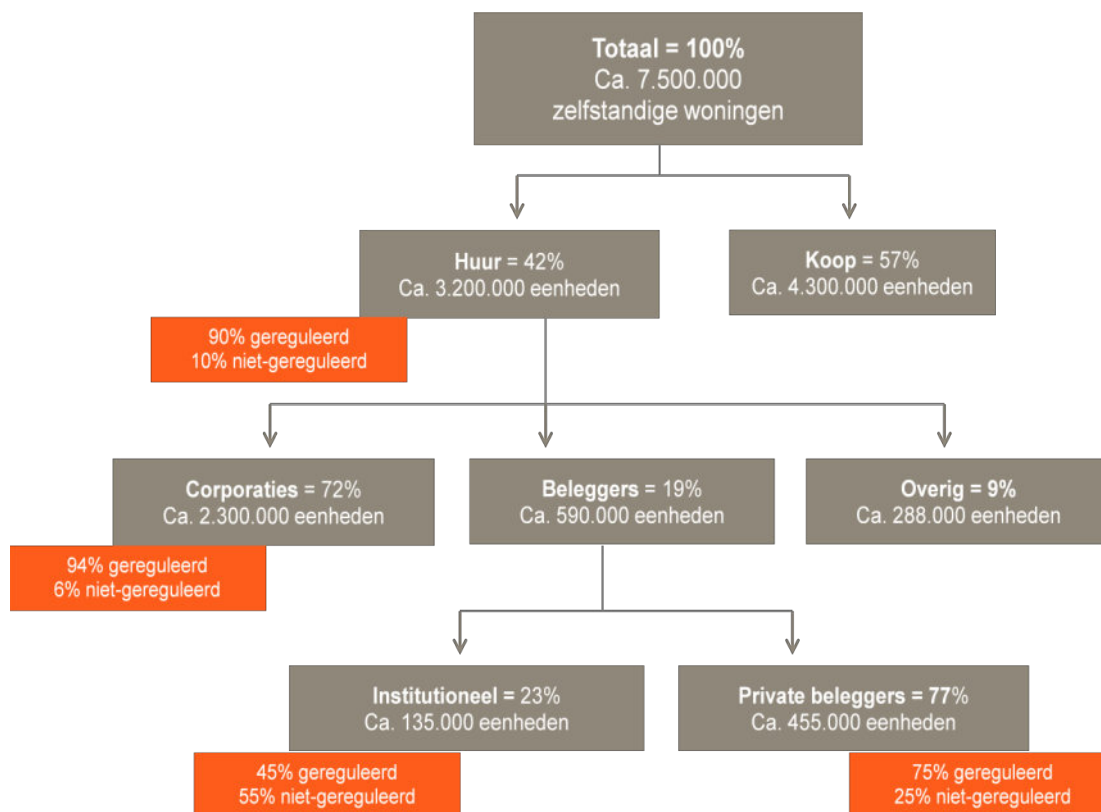 Totaal = 100%
Ca. 7.500.000
zelfstandige woningen
Huur = 42%
Ca. 3.200.000 eenheden
Koop = 57%
Ca. 4.300.000 eenheden
90% gereguleerd
10% niet-gereguleerd
Corporaties = 72%
Ca. 2.300.000 eenheden
Beleggers = 19%
Ca. 590.000 eenheden
Overig = 9%
Ca. 288.000 eenheden
94% gereguleerd
6% niet-gereguleerd
Institutioneel = 23%
Ca. 135.000 eenheden
Private beleggers = 77%
Ca. 455.000 eenheden
45% gereguleerd
55% niet-gereguleerd
75% gereguleerd
25% niet-gereguleerd